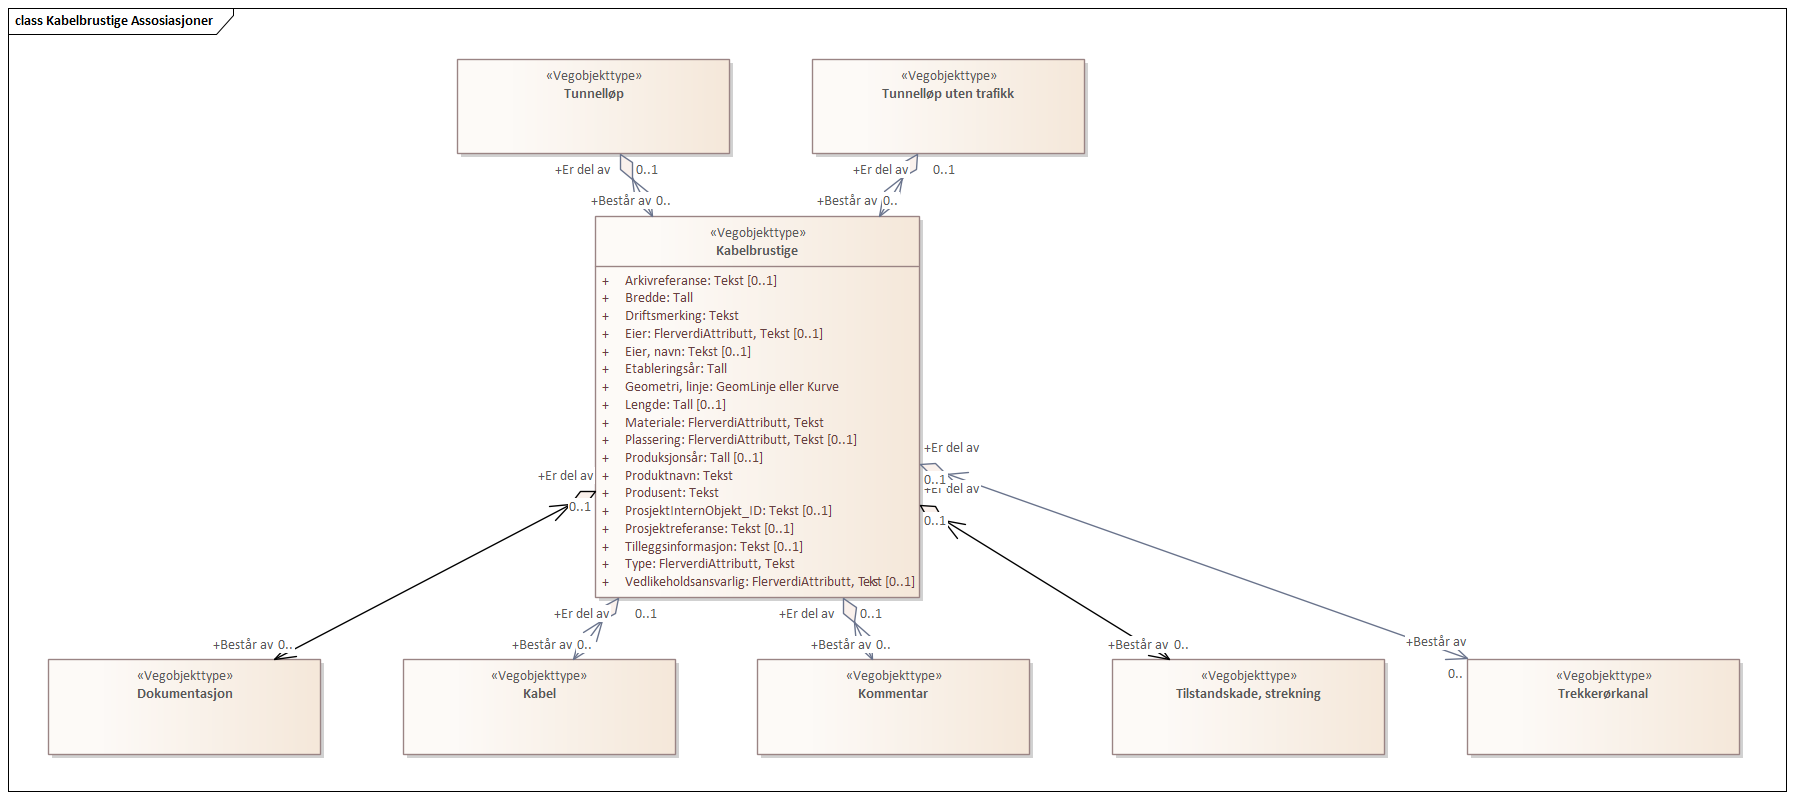 class Kabelbrustige Assosiasjoner
«Vegobjekttype»
Tunnelløp
«Vegobjekttype»
Tunnelløp uten trafikk
+Er del av
0..1
+Er del av
0..1
+Består av 0..
+Består av 0..
«Vegobjekttype»
Kabelbrustige
+ Arkivreferanse: Tekst [0..1]
+ Bredde: Tall
+ Driftsmerking: Tekst
+ Eier: FlerverdiAttributt, Tekst [0..1]
+ Eier, navn: Tekst [0..1]
+ Etableringsår: Tall
+ Geometri, linje: GeomLinje eller Kurve
+ Lengde: Tall [0..1]
+ Materiale: FlerverdiAttributt, Tekst
+ Plassering: FlerverdiAttributt, Tekst [0..1]
+ Produksjonsår: Tall [0..1]
+ Produktnavn: Tekst
+ Produsent: Tekst
+ ProsjektInternObjekt_ID: Tekst [0..1]
+ Prosjektreferanse: Tekst [0..1]
+ Tilleggsinformasjon: Tekst [0..1]
+ Type: FlerverdiAttributt, Tekst
+ Vedlikeholdsansvarlig: FlerverdiAttributt, Tekst [0..1]
+Er del av
0..1
+Er del av
0..1
+Er del av
0..1
+Er del av
0..1
+Er del av
0..1
+Består av 0..
+Består av 0..
+Består av 0..
+Består av 0..
+Består av
0..
«Vegobjekttype»
Dokumentasjon
«Vegobjekttype»
Kabel
«Vegobjekttype»
Kommentar
«Vegobjekttype»
Tilstandskade, strekning
«Vegobjekttype»
Trekkerørkanal